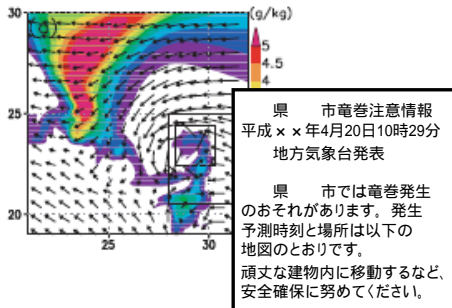 (g/kg)
30
25
20
25
30
5
4.5
4
県　市竜巻注意情報
平成××年4月20日10時29分
地方気象台発表
県　市では竜巻発生
のおそれがあります。発生
予測時刻と場所は以下の
地図のとおりです。
頑丈な建物内に移動するなど、
安全確保に努めてください。